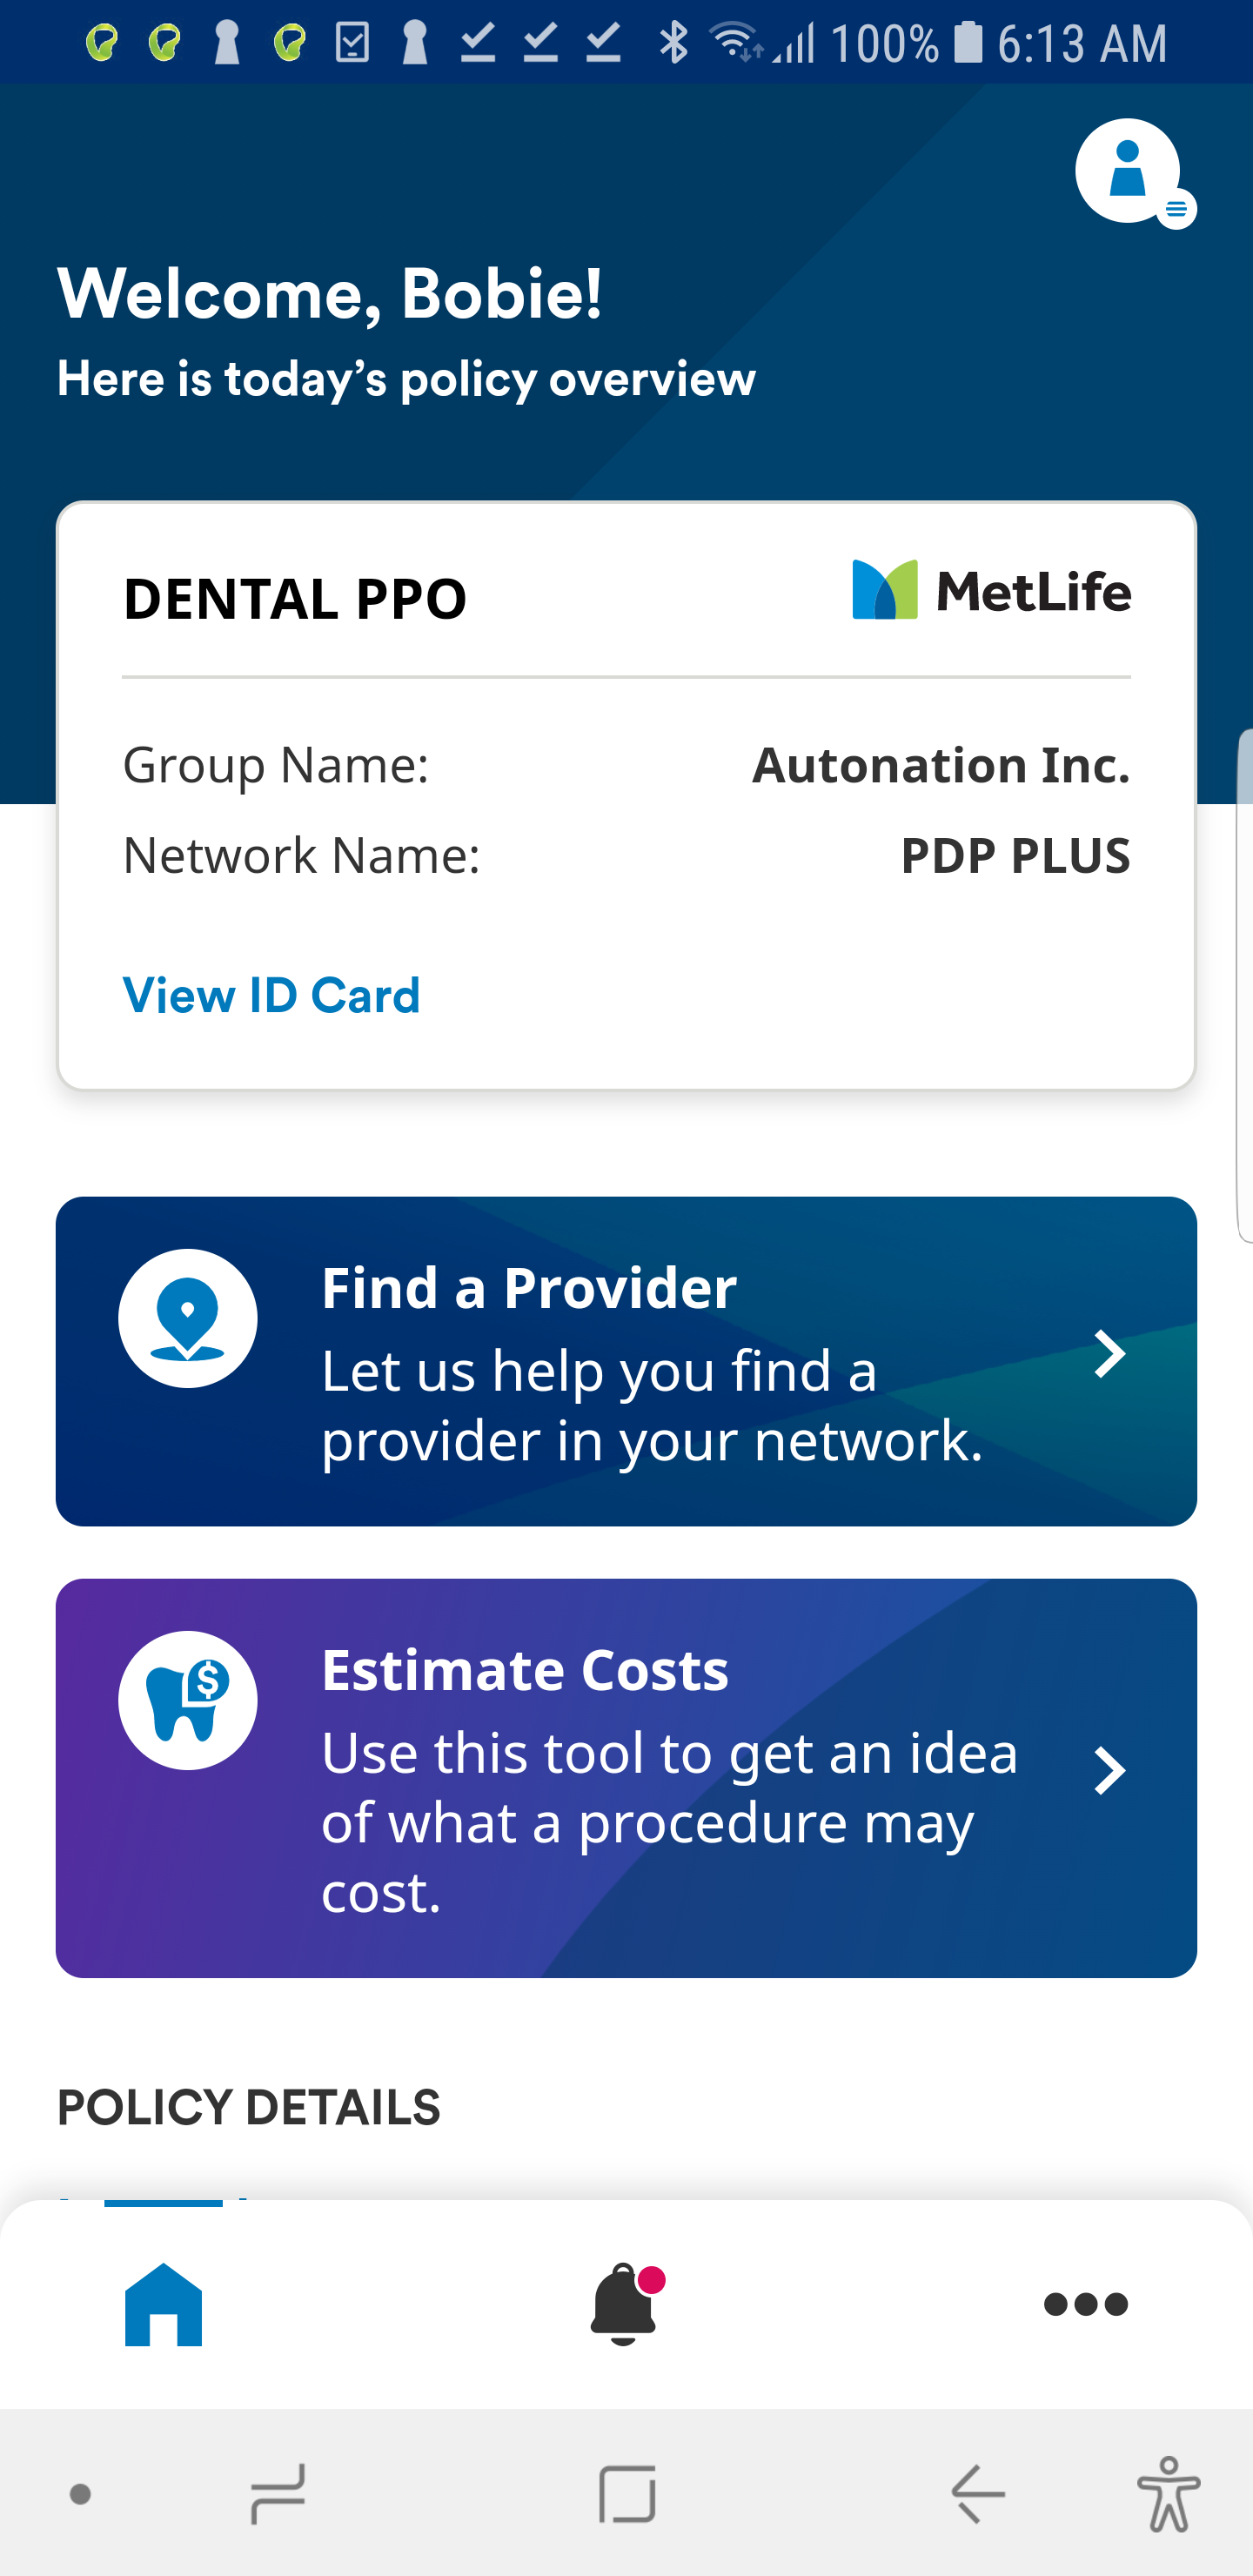 100% 6:13 AM
Welcome, Bobie!
Here is today's policy overview
DENTAL PPO
MetLife
Group Name: Autonation Inc.
Network Name: PDP PLUS
View ID Card
Find a Provider
Let us help you find a
provider in your network.
$
Estimate Costs
Use this tool to get an idea
of what a procedure may
cost.
POLICY DETAILS